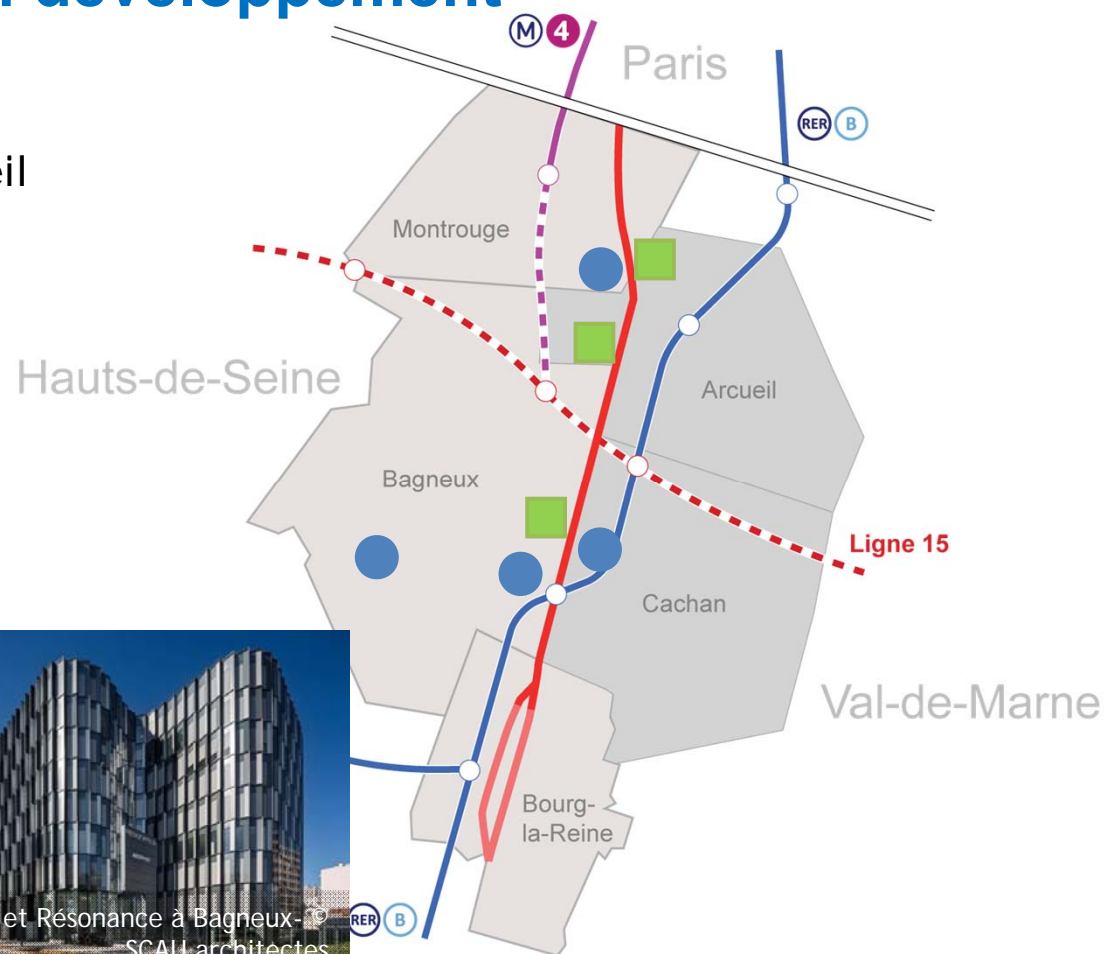 développement
M 4
Paris
RER B
Montrouge
Hauts-de-Seine
Arcueil
Bagneux
Ligne 15
Cachan
Val-de-Marne
Bourg-
la-Reine
et Résonance à Bagneux- ©
SCAU architectes
RER B